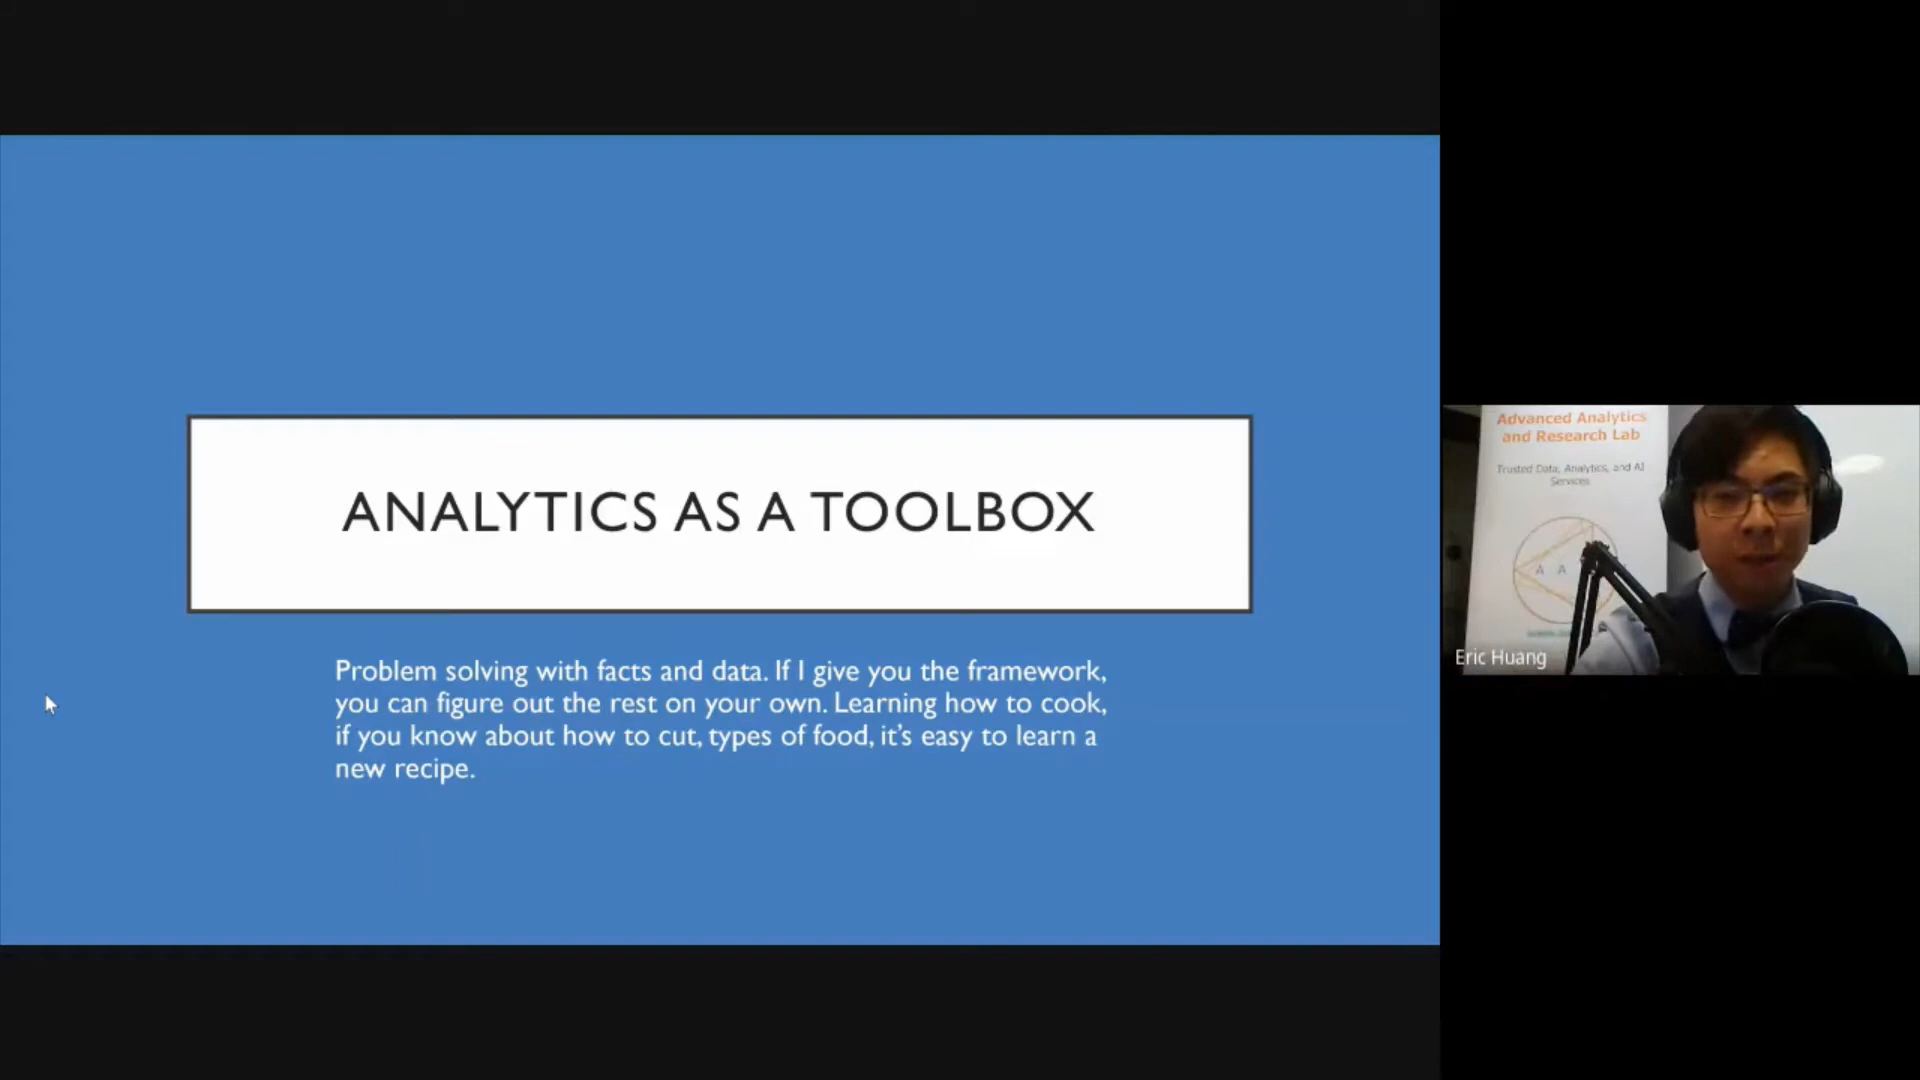 ANALYTICS AS A TOOLBOX
Problem solving with facts and data. If I give you the framework,
you can figure out the rest on your own. Learning how to cook,
if you know about how to cut, types of food, it’s easy to learn a
new recipe.
Advanced Analytics
and Research Lab
Trusted Data, Analytics, and AI
Services
A A
Eric Huang